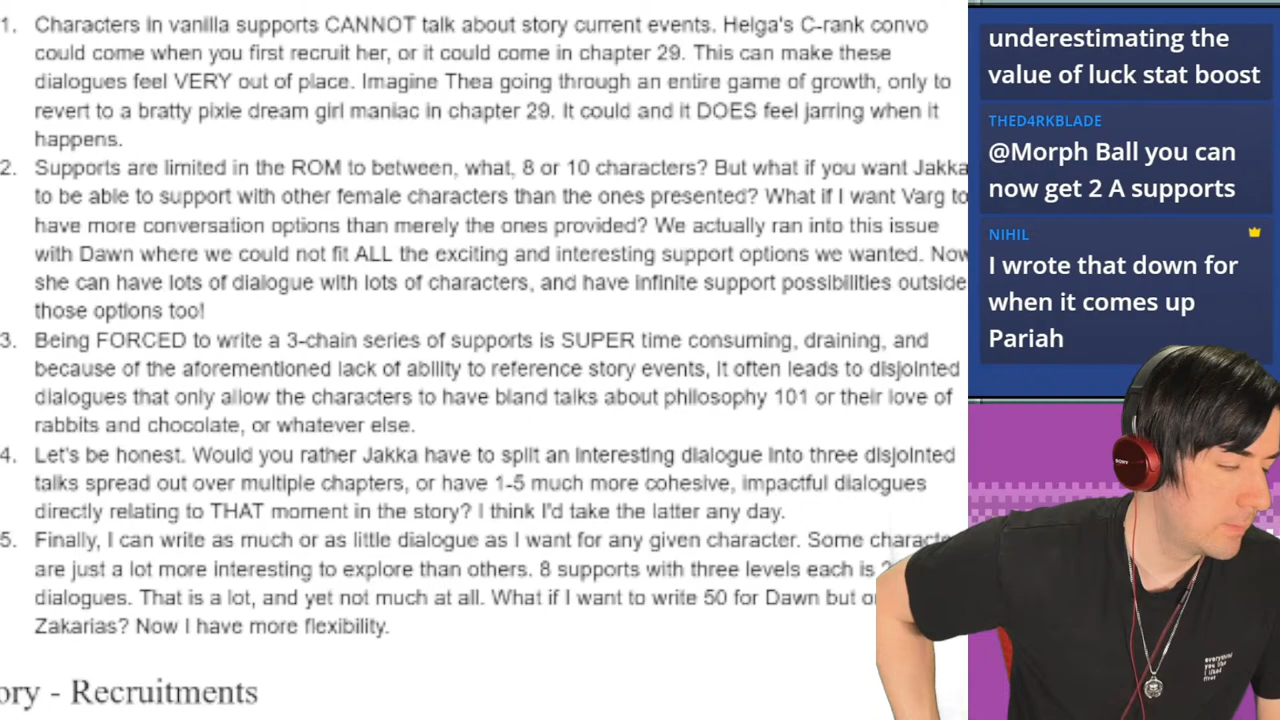 1. Characters in vanilla supports CANNOT talk about story current events. Helga's C-rank convo
could come when you first recruit her, or it could come in chapter 29. This can make these
dialogues feel VERY out of place. Imagine Thea going through an entire game of growth, only to
revert to a bratty pixie dream girl maniac in chapter 29. It could and it DOES feel jarring when it
happens.
2. Supports are limited in the ROM to between, what, 8 or 10 characters? But what if you want Jakka
to be able to support with other female characters than the ones presented? What if I want Varg to
have more conversation options than merely the ones provided? We actually ran into this issue
with Dawn where we could not fit ALL the exciting and interesting support options we wanted. Now
she can have lots of dialogue with lots of characters, and have infinite support possibilities outside
those options too!
3. Being FORCED to write a 3-chain series of supports is SUPER time consuming, draining, and
because of the aforementioned lack of ability to reference story events, it often leads to disjointed
dialogues that only allow the characters to have bland talks about philosophy 101 or their love of
rabbits and chocolate, or whatever else.
4. Let's be honest. Would you rather Jakka have to split an interesting dialogue into three disjointed
talks spread out over multiple chapters, or have 1-5 much more cohesive, impactful dialogues
directly relating to THAT moment in the story? I think I'd take the latter any day.
5. Finally, I can write as much or as little dialogue as I want for any given character. Some characte
are just a lot more interesting to explore than others. 8 supports with three levels each is 2
dialogues. That is a lot, and yet not much at all. What if I want to write 50 for Dawn but o
Zakarias? Now I have more flexibility.
ory - Recruitments
underestimating the
value of luck stat boost
THED4RKBLADE
@Morph Ball you can
now get 2 A supports
NIHIL
I wrote that down for
when it comes up
Pariah
everything
you